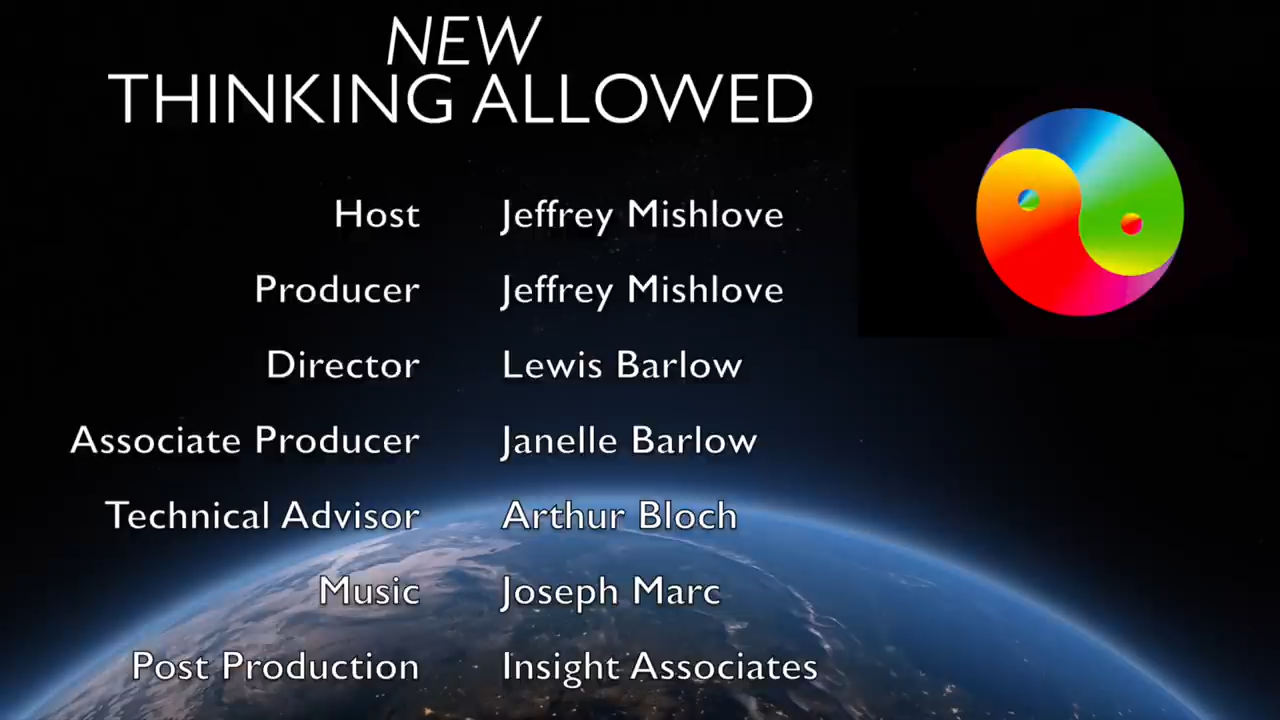 NEW
THINKING ALLOWED
Host Jeffrey Mishlove
Producer Jeffrey Mishlove
Director Lewis Barlow
Associate Producer Janelle Barlow
Technical Advisor Arthur Bloch
Music Joseph Marc
Post Production Insight Associates